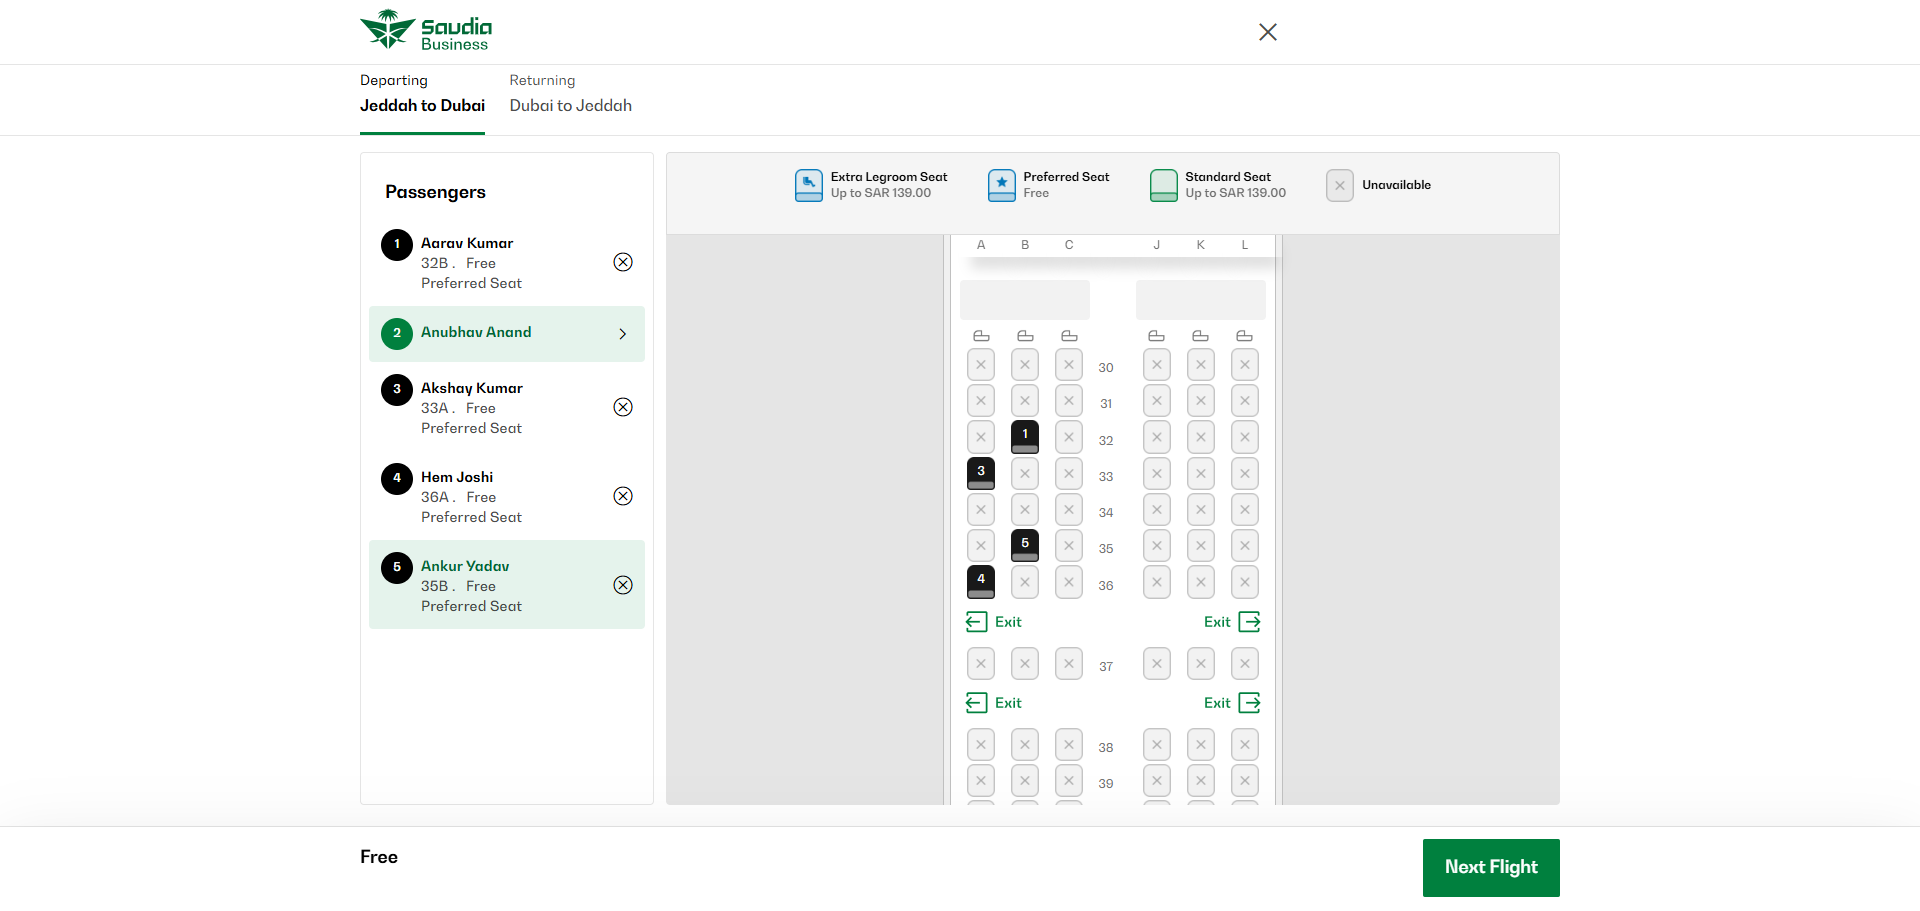 Saudia
Business
Departing
Jeddah to Dubai
Returning
Dubai to Jeddah
Passengers
1
Aarav Kumar
32B . Free
Preferred Seat
2
Anubhav Anand
3
Akshay Kumar
33A . Free
Preferred Seat
4
Hem Joshi
36A . Free
Preferred Seat
5
Ankur Yadav
35B . Free
Preferred Seat
Extra Legroom Seat
Up to SAR 139.00
Preferred Seat
Free
Standard Seat
Up to SAR 139.00
Unavailable
A B C J K L
30
31
1 32
3 33
34
5 35
4 36
Exit Exit
37
Exit Exit
38
39
Free
Next Flight